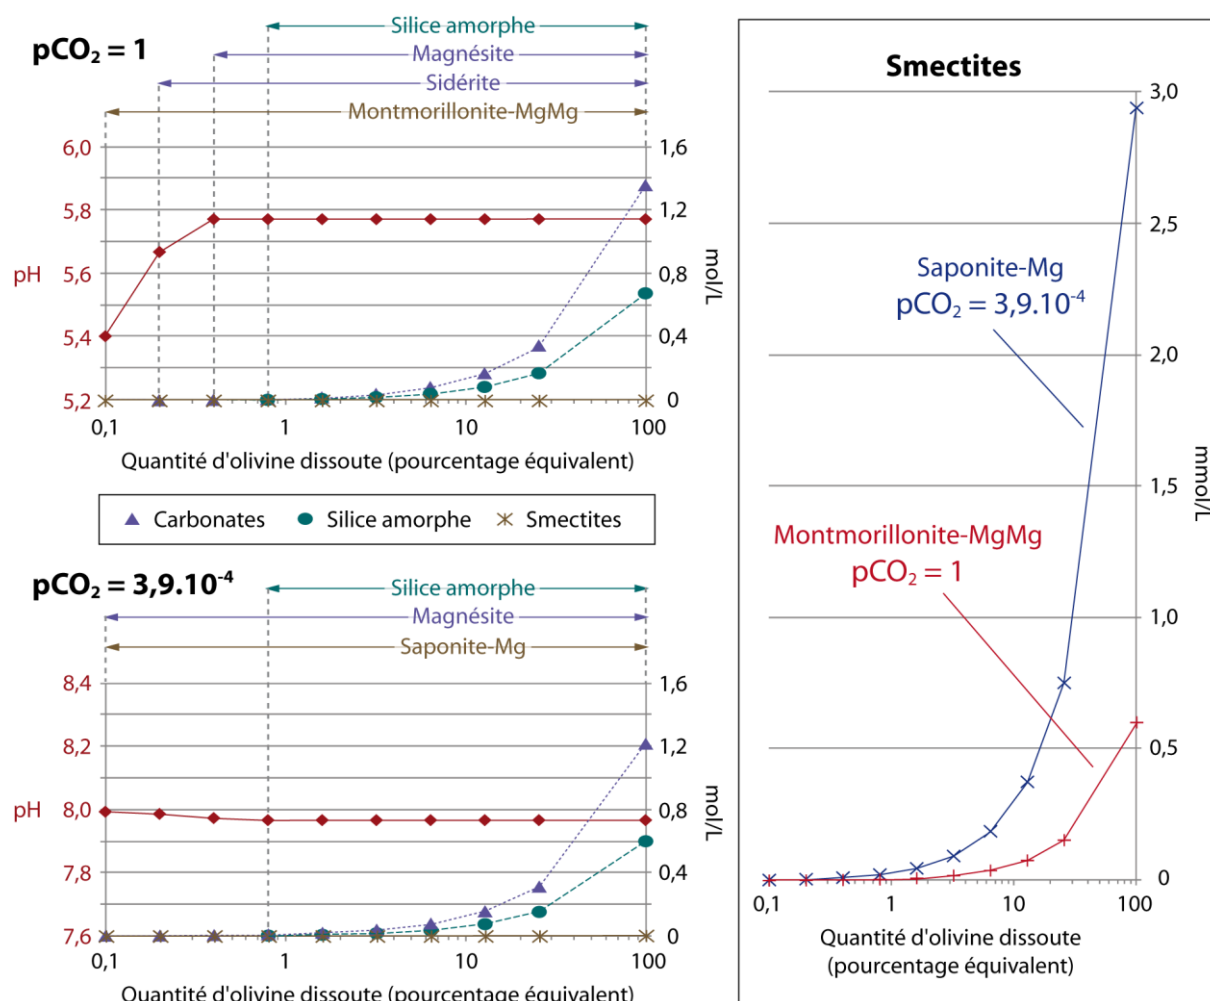 pCO₂ = 1
Silice amorphe
Magnésite
Sidérite
Montmorillonite-MgMg
6,0
5,8
5,6
5,4
5,2
pH
1,6
1,2
0,8
0,4
0
mol/L
0,1
1
10
100
Quantité d'olivine dissoute (pourcentage équivalent)
Carbonates
Silice amorphe
Smectites
pCO₂ = 3,9.10⁻⁴
Silice amorphe
Magnésite
Saponite-Mg
8,4
8,2
8,0
7,8
7,6
pH
1,6
1,2
0,8
0,4
0
mol/L
0,1
1
10
100
Quantité d'olivine dissoute (pourcentage équivalent)
Smectites
3,0
2,5
2,0
1,5
1,0
0,5
0
mmol/L
Saponite-Mg
pCO₂ = 3,9.10⁻⁴
Montmorillonite-MgMg
pCO₂ = 1
0,1
1
10
100
Quantité d'olivine dissoute
(pourcentage équivalent)